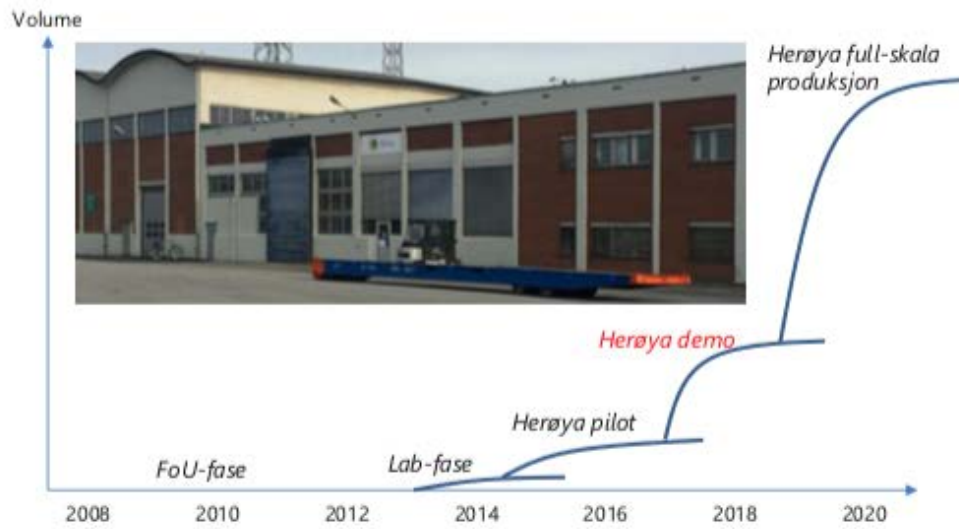 Volume
Herøya full-skala
produksjon
Herøya demo
Herøya pilot
Lab-fase
FoU-fase
2008 2010 2012 2014 2016 2018 2020